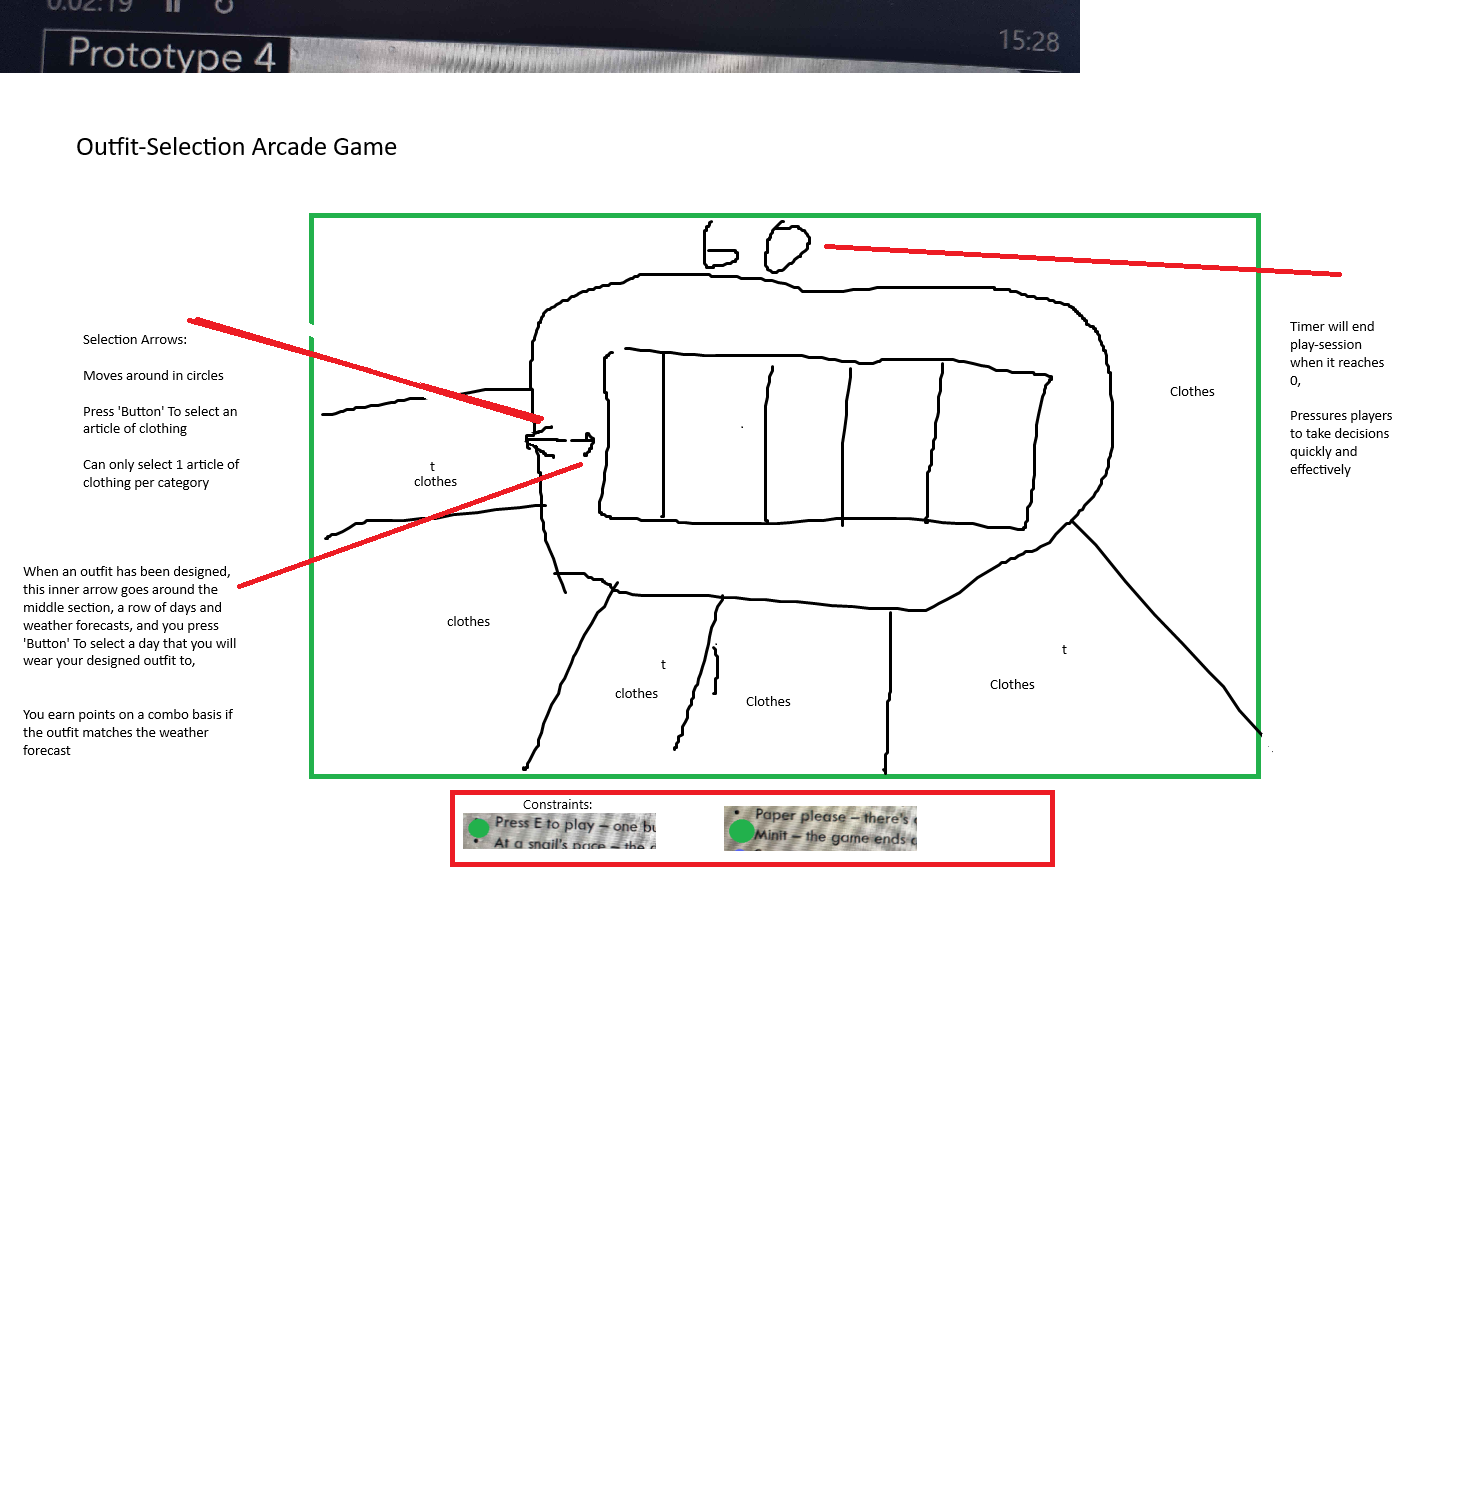 0:02:19
15:28
Prototype 4
Outfit-Selection Arcade Game
60
Selection Arrows:
Moves around in circles
Press 'Button' To select an
article of clothing
Can only select 1 article of
clothing per category
When an outfit has been designed,
this inner arrow goes around the
middle section, a row of days and
weather forecasts, and you press
'Button' To select a day that you will
wear your designed outfit to,
You earn points on a combo basis if
the outfit matches the weather
forecast
Timer will end
play-session
when it reaches
0,
Pressures players
to take decisions
quickly and
effectively
Clothes
t
clothes
clothes
t
clothes
Clothes
t
Clothes
Constraints:
Press E to play – one bu
At a snail's pace – the
Paper please – there's
Minit – the game ends